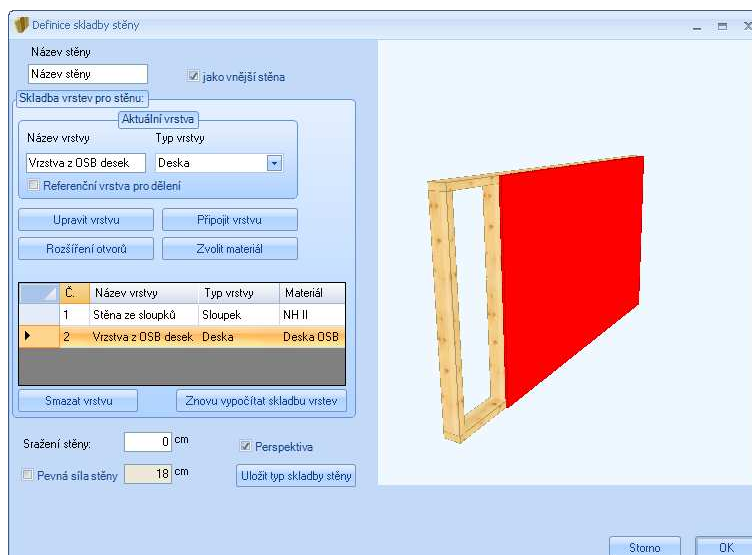 Definice skladby stěny
Název stěny
Název stěny
jako vnější stěna
Skladba vrstev pro stěnu:
Aktuální vrstva
Název vrstvy Typ vrstvy
Vrzstva z OSB desek Deska
Referenční vrstva pro dělení
Upravit vrstvu Připojit vrstvu
Rozšíření otvorů Zvolit materiál
Č. Název vrstvy Typ vrstvy Materiál
1 Stěna ze sloupků Sloupek NH II
2 Vrzstva z OSB desek Deska Deska OSB
Smazat vrstvu Znovu vypočítat skladbu vrstev
Sražení stěny: 0 cm Perspektiva
Pevná síla stěny 18 cm Uložit typ skladby stěny
Storno OK